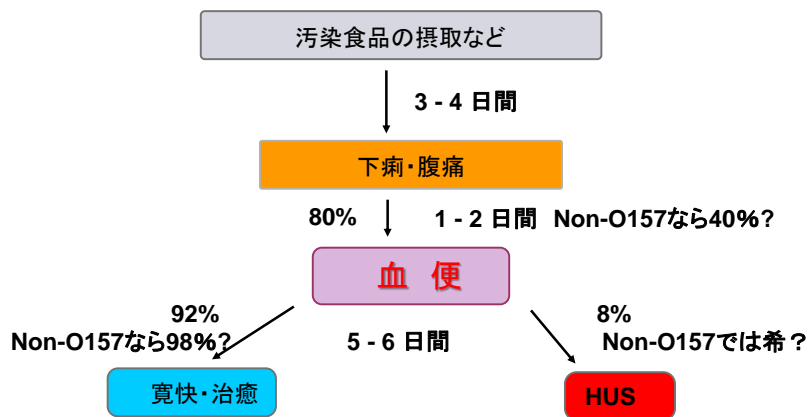 汚染食品の摂取など
3 - 4 日間
下痢・腹痛
80%
1 - 2 日間 Non-O157なら40%?
血 便
92%
Non-O157なら98%?
5 - 6 日間
8%
Non-O157では希？
寛快・治癒
HUS